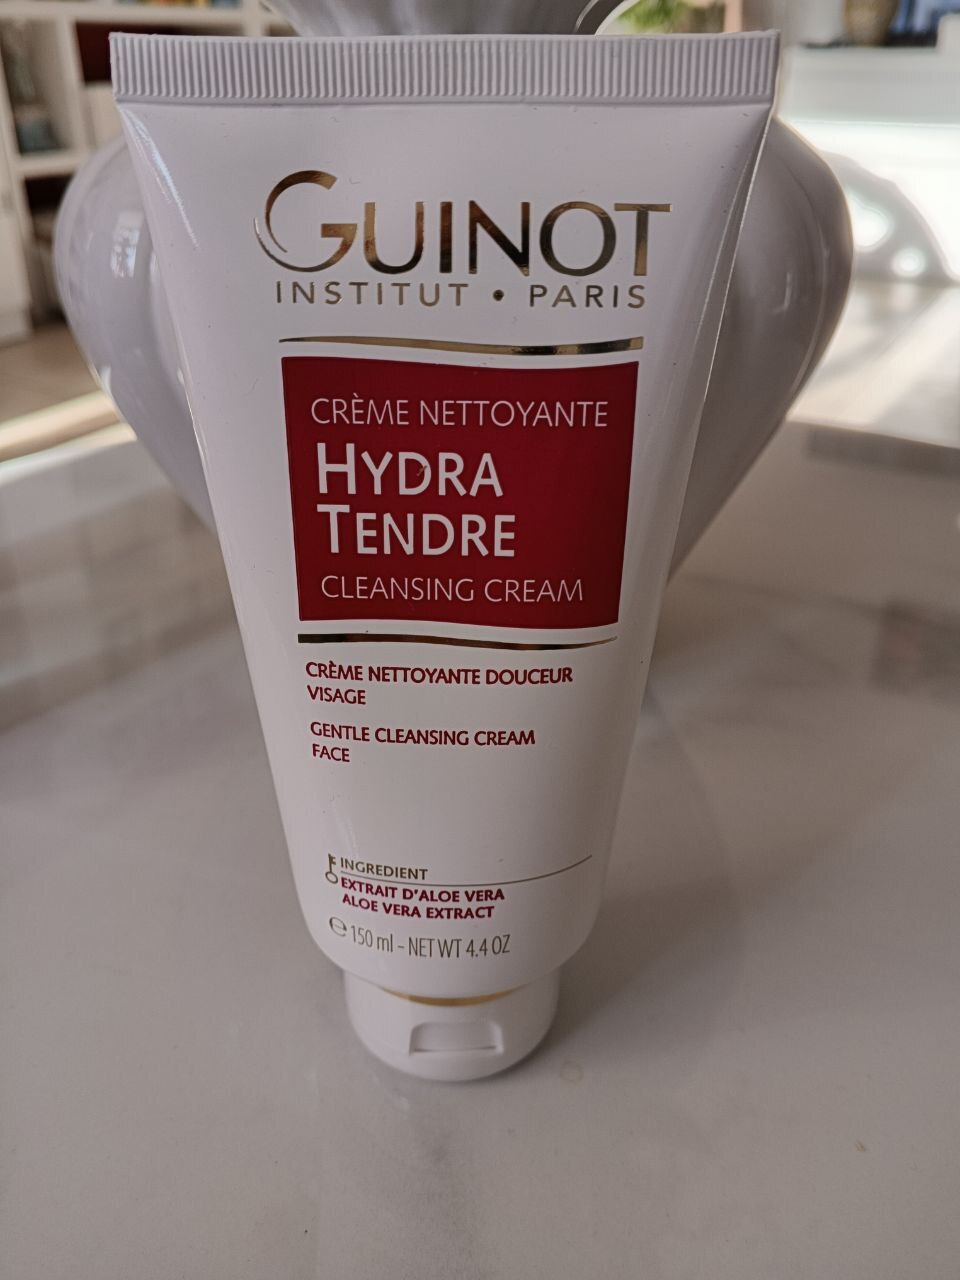 GUINOT
INSTITUT • PARIS
CRÈME NETTOYANTE
HYDRA
TENDRE
CLEANSING CREAM
CRÈME NETTOYANTE DOUCEUR
VISAGE
GENTLE CLEANSING CREAM
FACE
INGREDIENT
EXTRAIT D'ALOE VERA
ALOE VERA EXTRACT
℮ 150 ml - NET WT 4.4 OZ